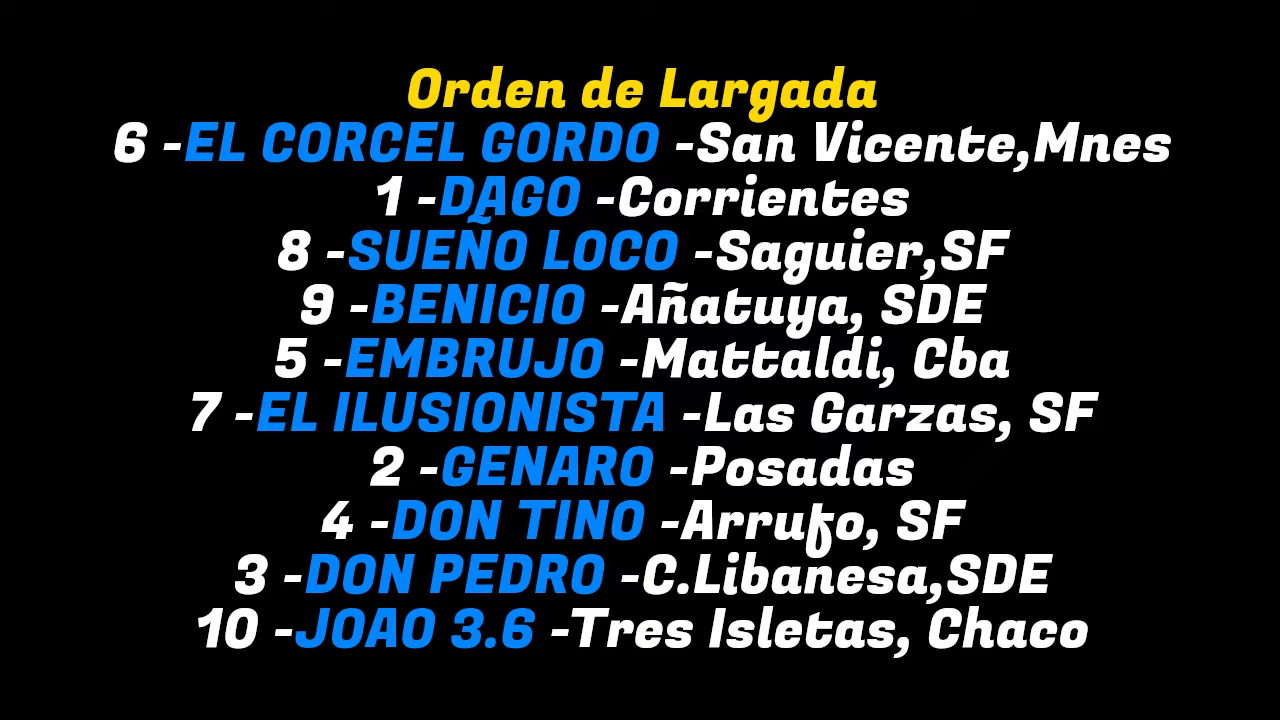 Orden de Largada
6 -EL CORCEL GORDO -San Vicente,Mnes
1 -DAGO -Corrientes
8 -SUEÑO LOCO -Saguier,SF
9 -BENICIO -Añatuya, SDE
5 -EMBRUJO -Mattaldi, Cba
7 -EL ILUSIONISTA -Las Garzas, SF
2 -GENARO -Posadas
4 -DON TINO -Arrufo, SF
3 -DON PEDRO -C.Libanesa,SDE
10 -JOAO 3.6 -Tres Isletas, Chaco